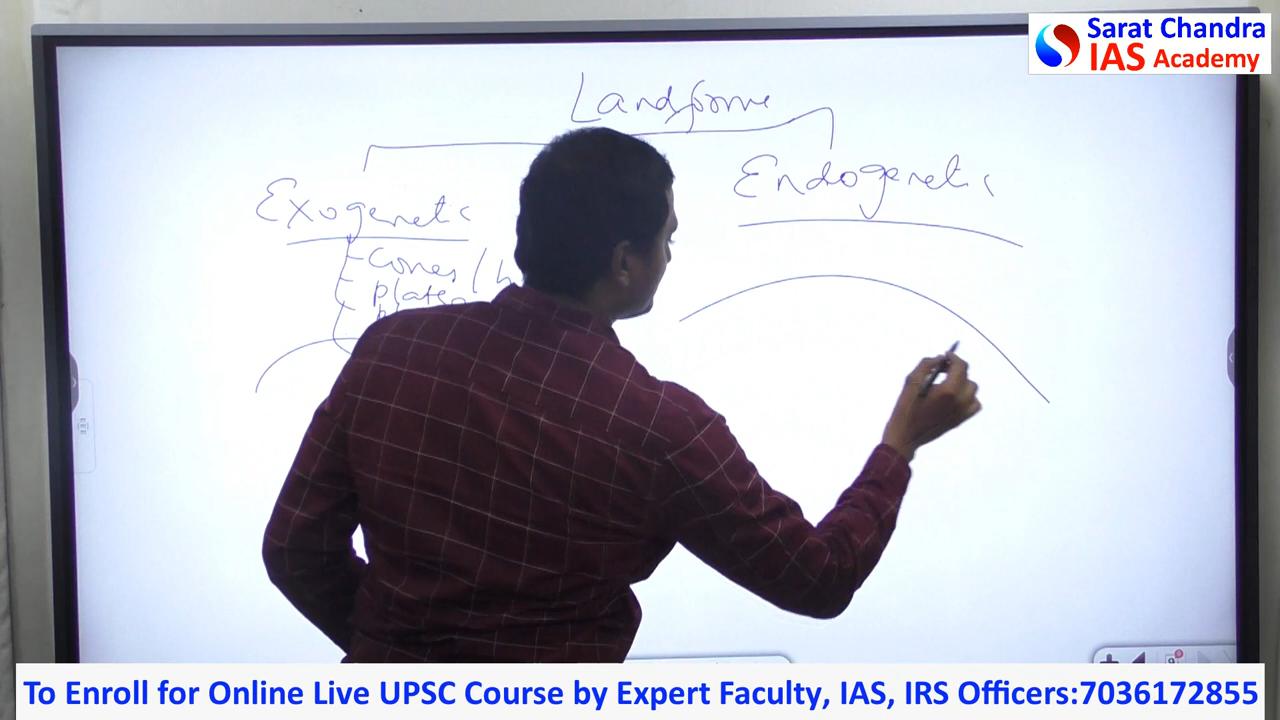 Sarat Chandra
IAS Academy
Landforms
Exogenetic
Endogenetic
-cones /
plate
To Enroll for Online Live UPSC Course by Expert Faculty, IAS, IRS Officers:7036172855